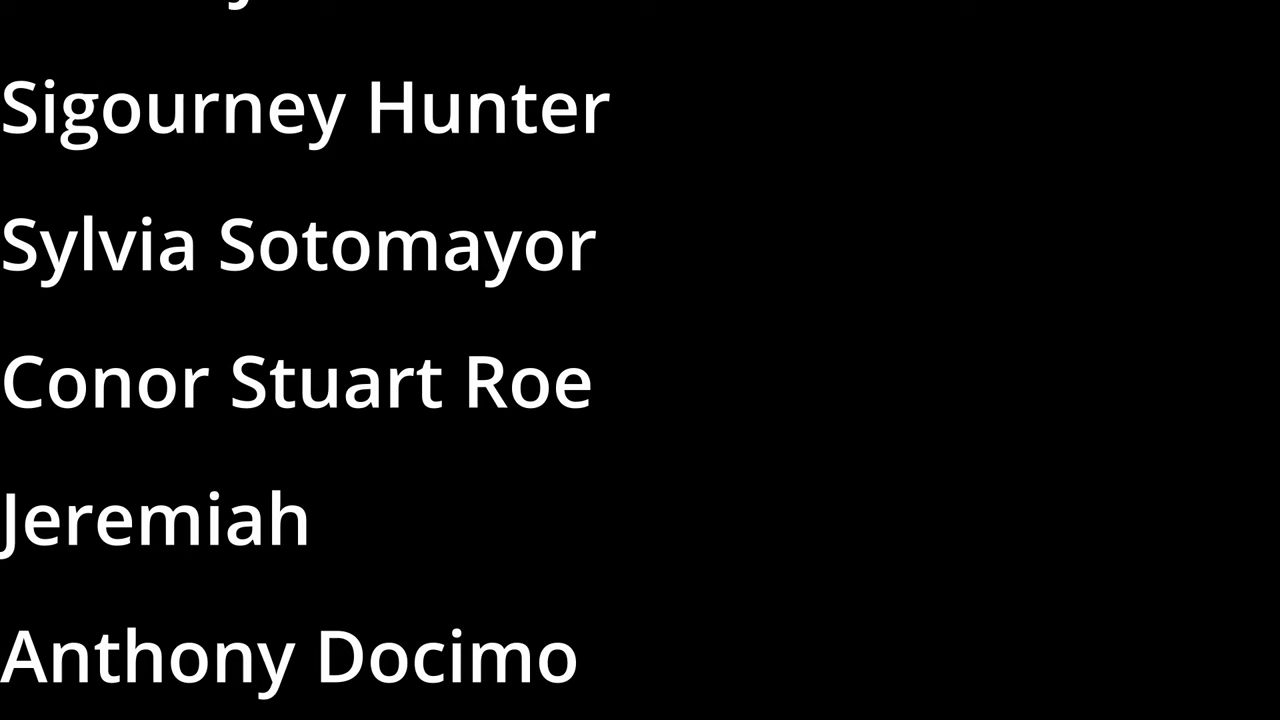 Sigourney Hunter
Sylvia Sotomayor
Conor Stuart Roe
Jeremiah
Anthony Docimo